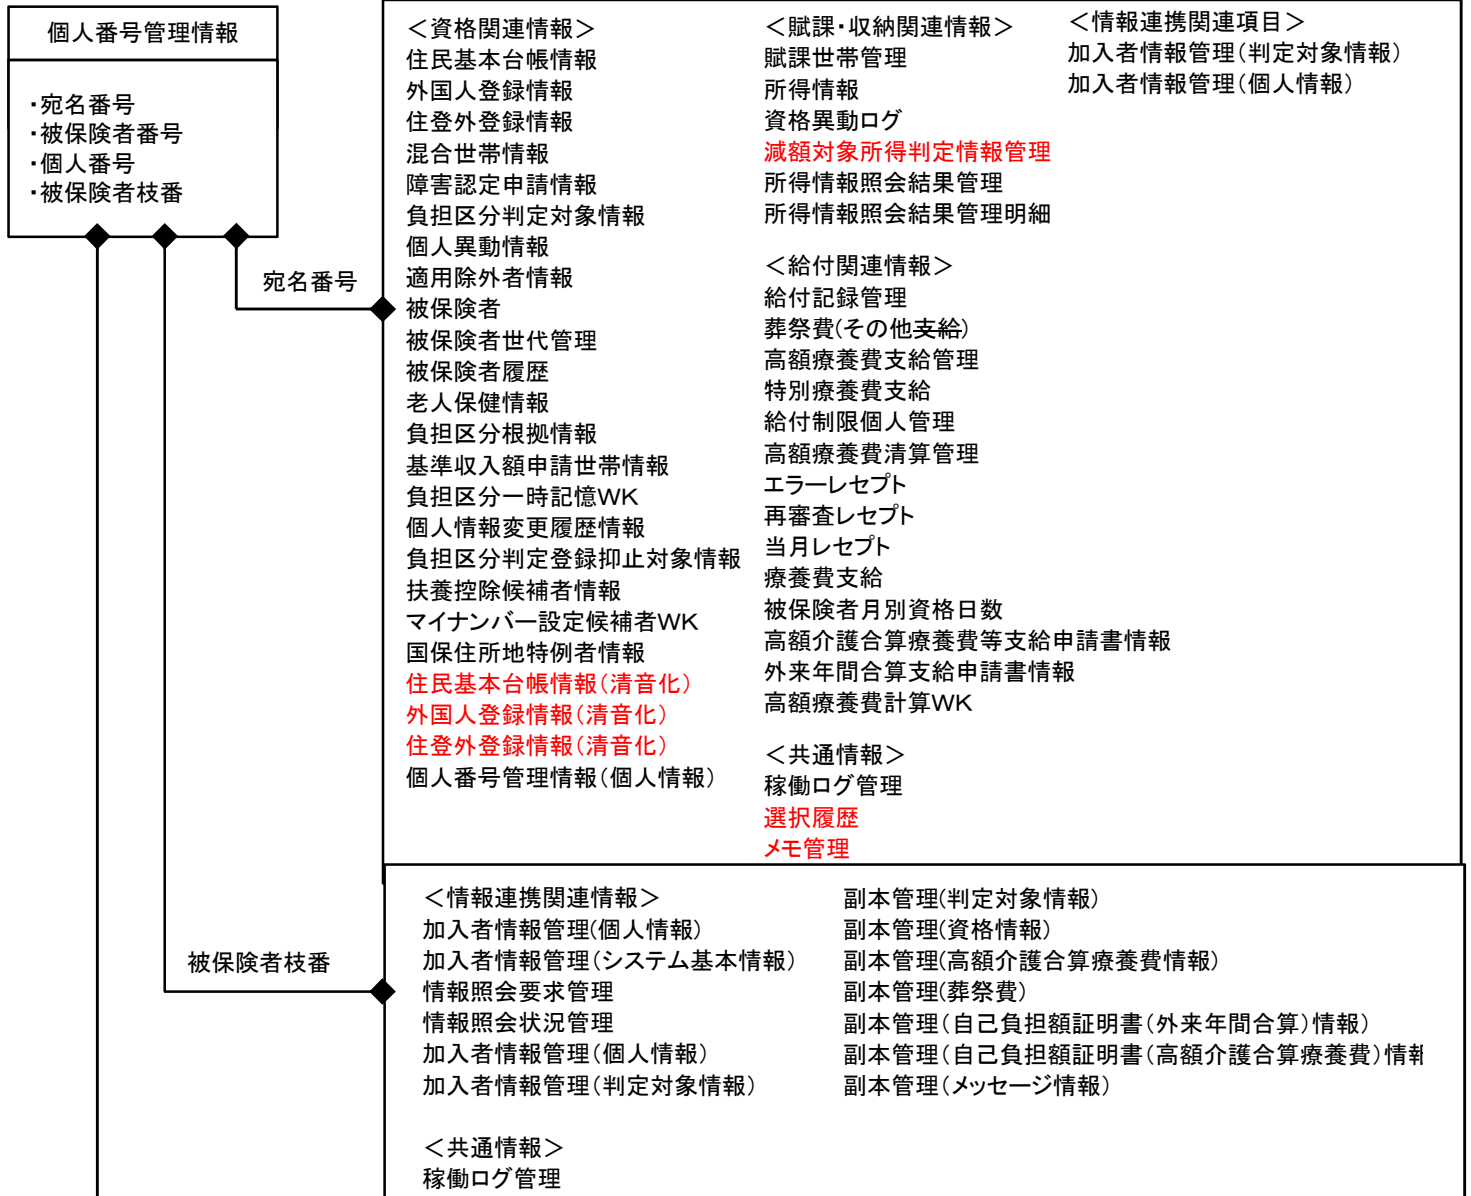 個人番号管理情報
・宛名番号
・被保険者番号
・個人番号
・被保険者枝番
宛名番号
＜資格関連情報＞
住民基本台帳情報
外国人登録情報
住登外登録情報
混合世帯情報
障害認定申請情報
負担区分判定対象情報
個人異動情報
適用除外者情報
被保険者
被保険者世代管理
被保険者履歴
老人保健情報
負担区分根拠情報
基準収入額申請世帯情報
負担区分一時記憶WK
個人情報変更履歴情報
負担区分判定登録抑止対象情報
扶養控除候補者情報
マイナンバー設定候補者WK
国保住所地特例者情報
住民基本台帳情報（清音化）
外国人登録情報（清音化）
住登外登録情報（清音化）
個人番号管理情報（個人情報）
＜賦課・収納関連情報＞
賦課世帯管理
所得情報
資格異動ログ
減額対象所得判定情報管理
所得情報照会結果管理
所得情報照会結果管理明細
＜給付関連情報＞
給付記録管理
葬祭費(その他支給)
高額療養費支給管理
特別療養費支給
給付制限個人管理
高額療養費清算管理
エラーレセプト
再審査レセプト
当月レセプト
療養費支給
被保険者月別資格日数
高額介護合算療養費等支給申請書情報
外来年間合算支給申請書情報
高額療養費計算WK
＜共通情報＞
稼働ログ管理
選択履歴
メモ管理
＜情報連携関連項目＞
加入者情報管理（判定対象情報）
加入者情報管理（個人情報）
被保険者枝番
＜情報連携関連情報＞
加入者情報管理(個人情報）
加入者情報管理（システム基本情報）
情報照会要求管理
情報照会状況管理
加入者情報管理（個人情報）
加入者情報管理（判定対象情報）
＜共通情報＞
稼働ログ管理
副本管理(判定対象情報）
副本管理(資格情報）
副本管理(高額介護合算療養費情報）
副本管理(葬祭費）
副本管理（自己負担額証明書（外来年間合算）情報）
副本管理（自己負担額証明書（高額介護合算療養費）情報
副本管理（メッセージ情報）